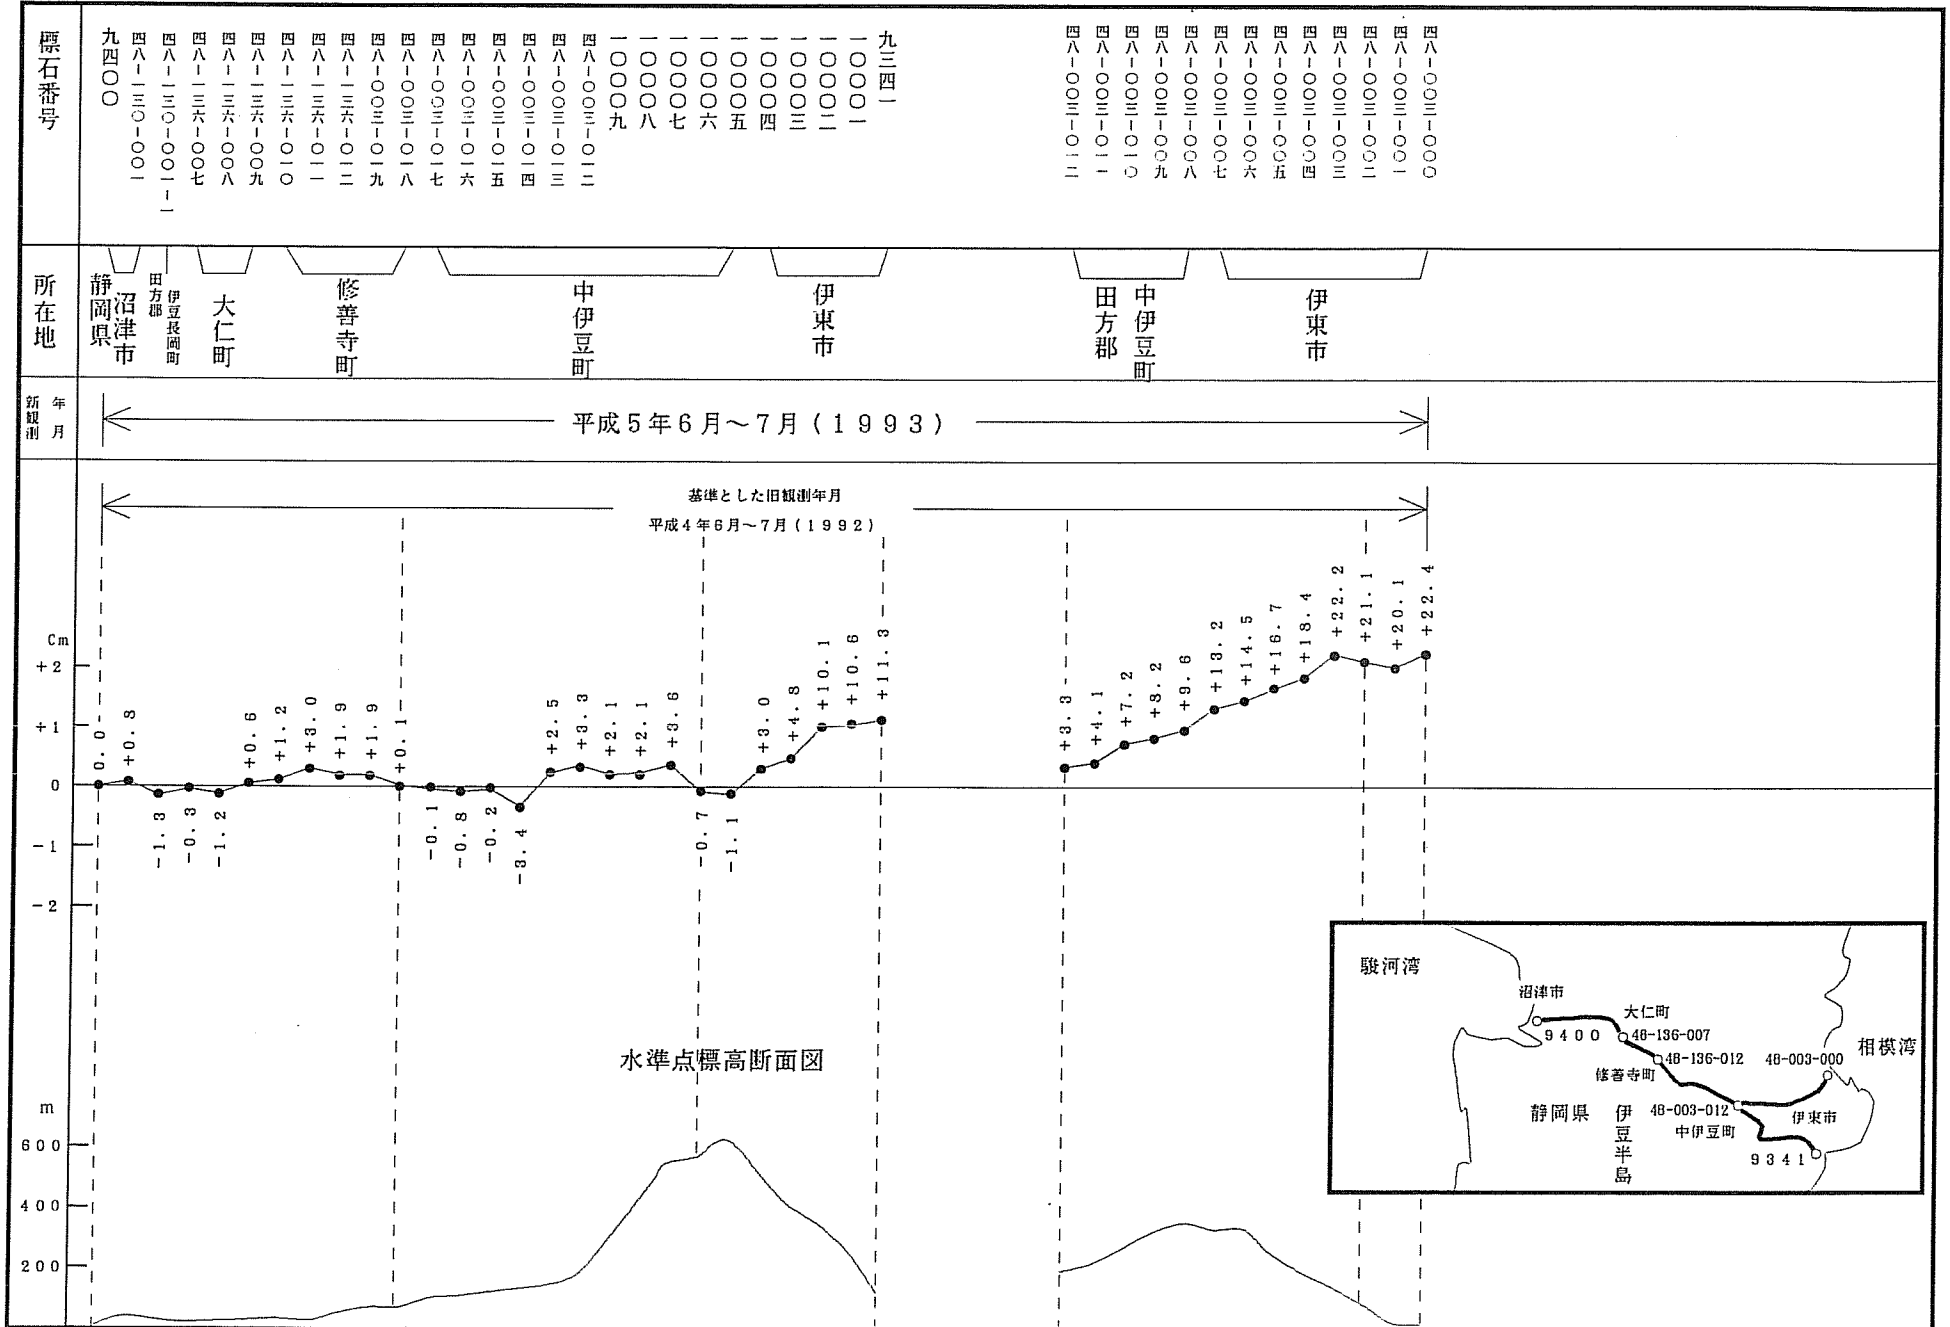 標石番号
九四〇〇
四八-一三〇-〇〇一
四八-一三〇-〇〇一-一
四八-一三六-〇〇七
四八-一三六-〇〇八
四八-一三六-〇〇九
四八-一三六-〇一〇
四八-一三六-〇一一
四八-一三六-〇一二
四八-〇〇三-〇一九
四八-〇〇三-〇一八
四八-〇〇三-〇一七
四八-〇〇三-〇一六
四八-〇〇三-〇一五
四八-〇〇三-〇一四
四八-〇〇三-〇一三
四八-〇〇三-〇一二
一〇〇〇九
一〇〇〇八
一〇〇〇七
一〇〇〇六
一〇〇〇五
一〇〇〇四
一〇〇〇三
一〇〇〇二
一〇〇〇一
九三四一
四八-〇〇三-〇一二
四八-〇〇三-〇一一
四八-〇〇三-〇一〇
四八-〇〇三-〇〇九
四八-〇〇三-〇〇八
四八-〇〇三-〇〇七
四八-〇〇三-〇〇六
四八-〇〇三-〇〇五
四八-〇〇三-〇〇四
四八-〇〇三-〇〇三
四八-〇〇三-〇〇二
四八-〇〇三-〇〇一
四八-〇〇三-〇〇〇
所在地
静岡県
沼津市
田方郡
伊豆長岡町
大仁町
修善寺町
中伊豆町
伊東市
田方郡
中伊豆町
伊東市
新観測
年月
平成5年6月～7月(1993)
基準とした旧観測年月
平成4年6月～7月(1992)
Cm
+2
+1
0
-1
-2
0.0
+0.8
-1.3
-0.3
-1.2
+0.6
+1.2
+3.0
+1.9
+1.9
+0.1
-0.1
-0.8
-0.2
-3.4
+2.5
+3.3
+2.1
+2.1
+3.6
-0.7
-1.1
+3.0
+4.8
+10.1
+10.6
+11.3
+3.3
+4.1
+7.2
+8.2
+9.6
+13.2
+14.5
+16.7
+18.4
+22.2
+21.1
+20.1
+22.4
水準点標高断面図
m
600
400
200
駿河湾
沼津市
9400
大仁町
48-136-007
48-136-012
修善寺町
48-003-000
相模湾
静岡県
伊豆半島
48-003-012
中伊豆町
伊東市
9341